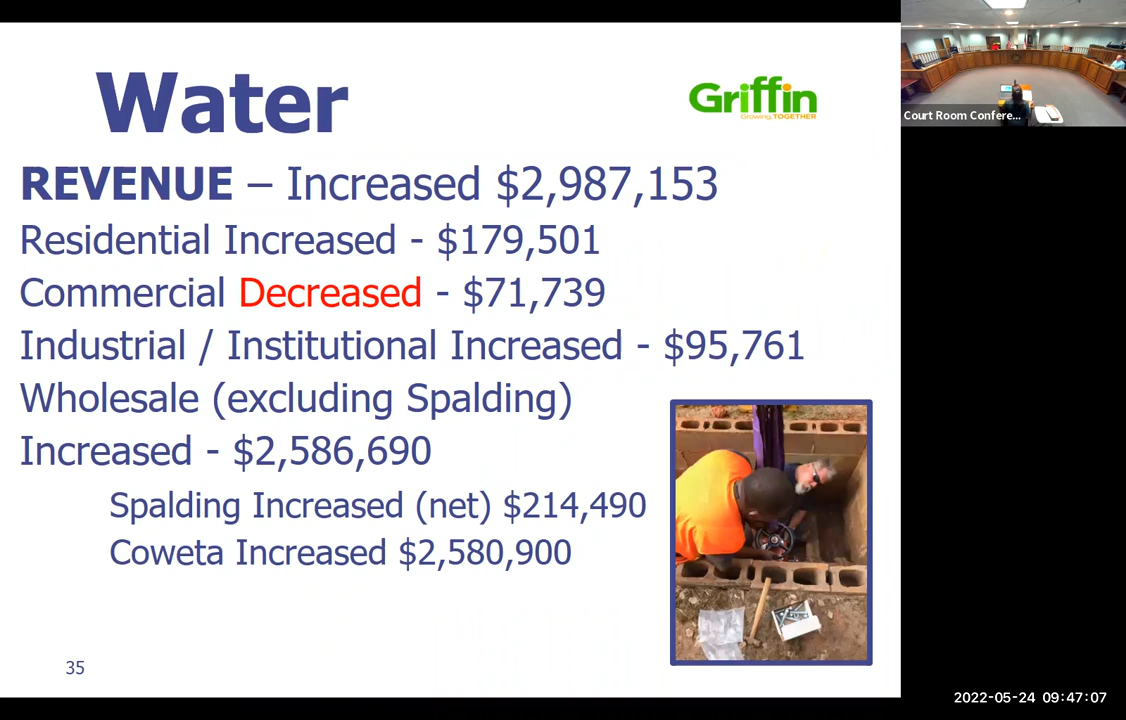 Water
Griffin
Growing, TOGETHER
REVENUE – Increased $2,987,153
Residential Increased - $179,501
Commercial Decreased - $71,739
Industrial / Institutional Increased - $95,761
Wholesale (excluding Spalding)
Increased - $2,586,690
Spalding Increased (net) $214,490
Coweta Increased $2,580,900
35
Court Room Confere...
2022-05-24 09:47:07